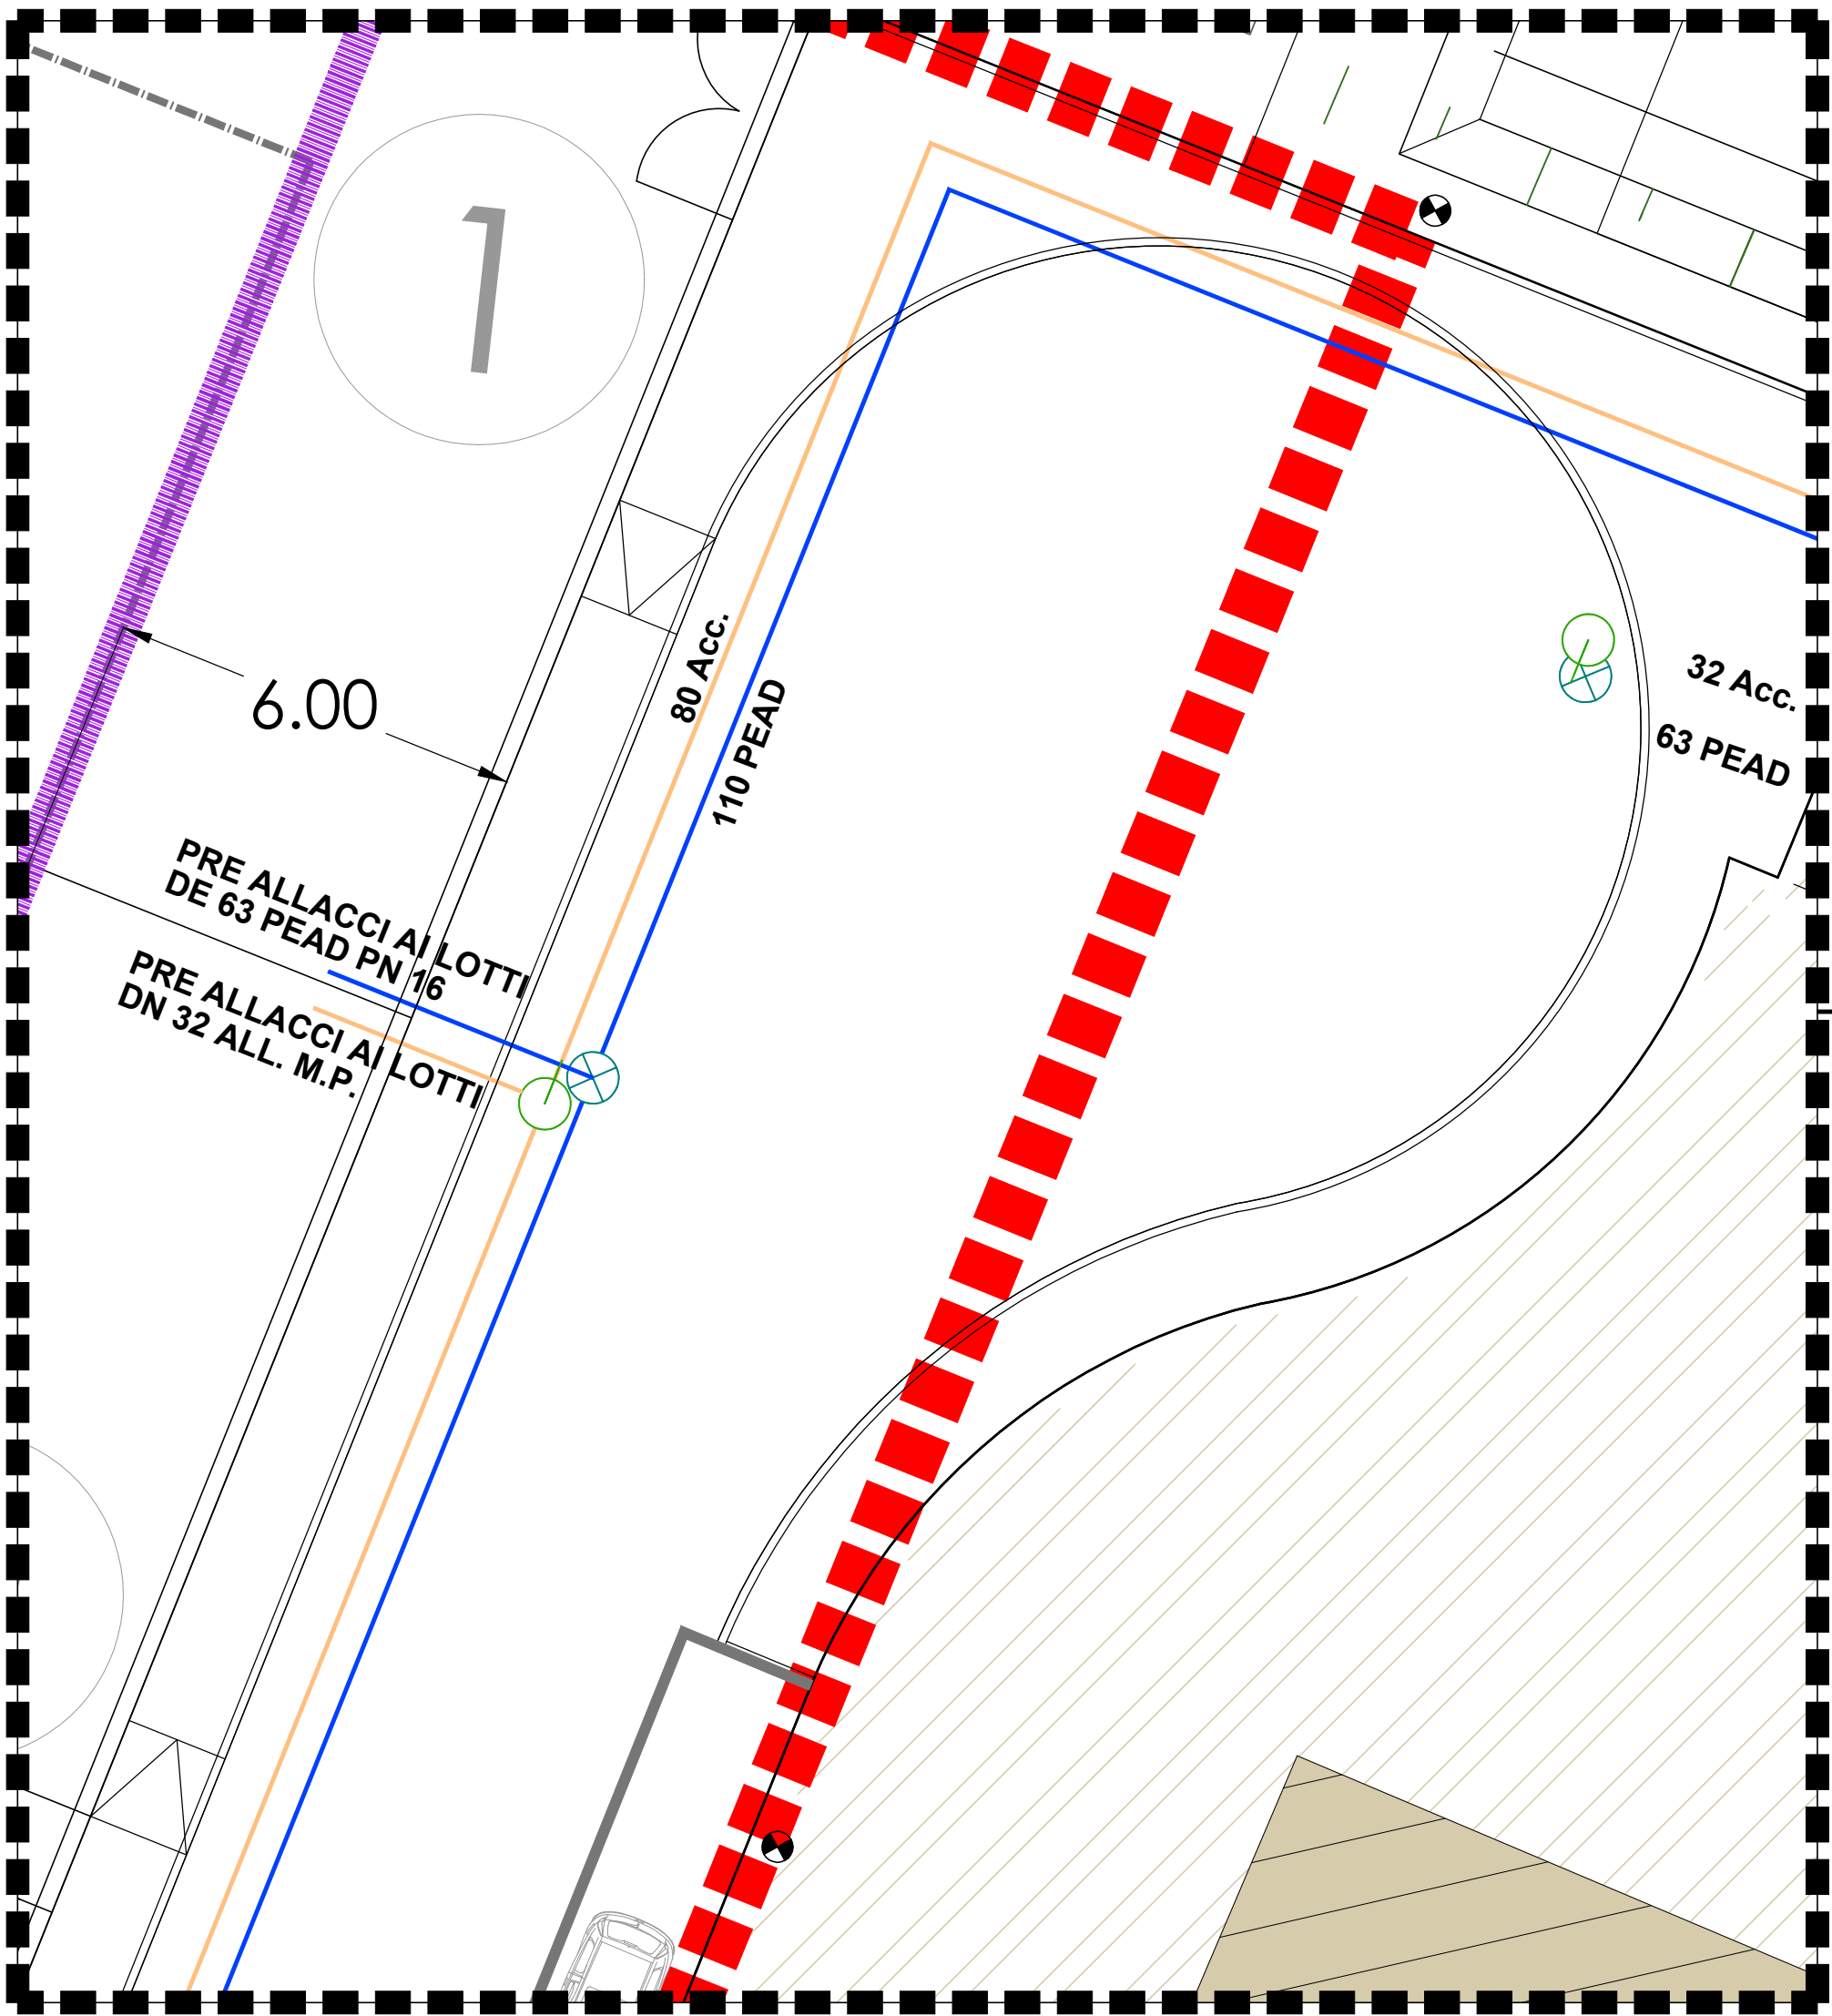 1
6.00
80 Acc.
110 PEAD
32 Acc.
63 PEAD
PRE ALLACCI AI LOTTI
DE 63 PEAD PN 16
PRE ALLACCI AI LOTTI
DN 32 ALL. M.P.